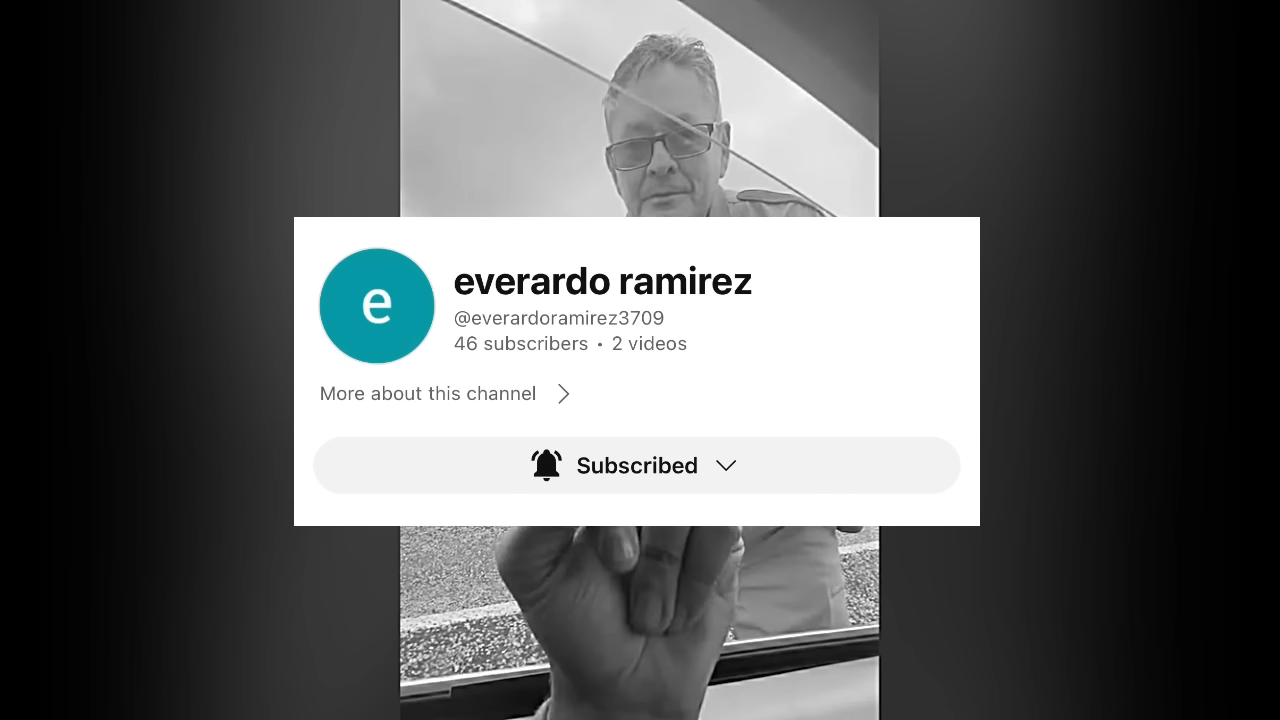 e
everardo ramirez
@everardoramirez3709
46 subscribers • 2 videos
More about this channel
Subscribed